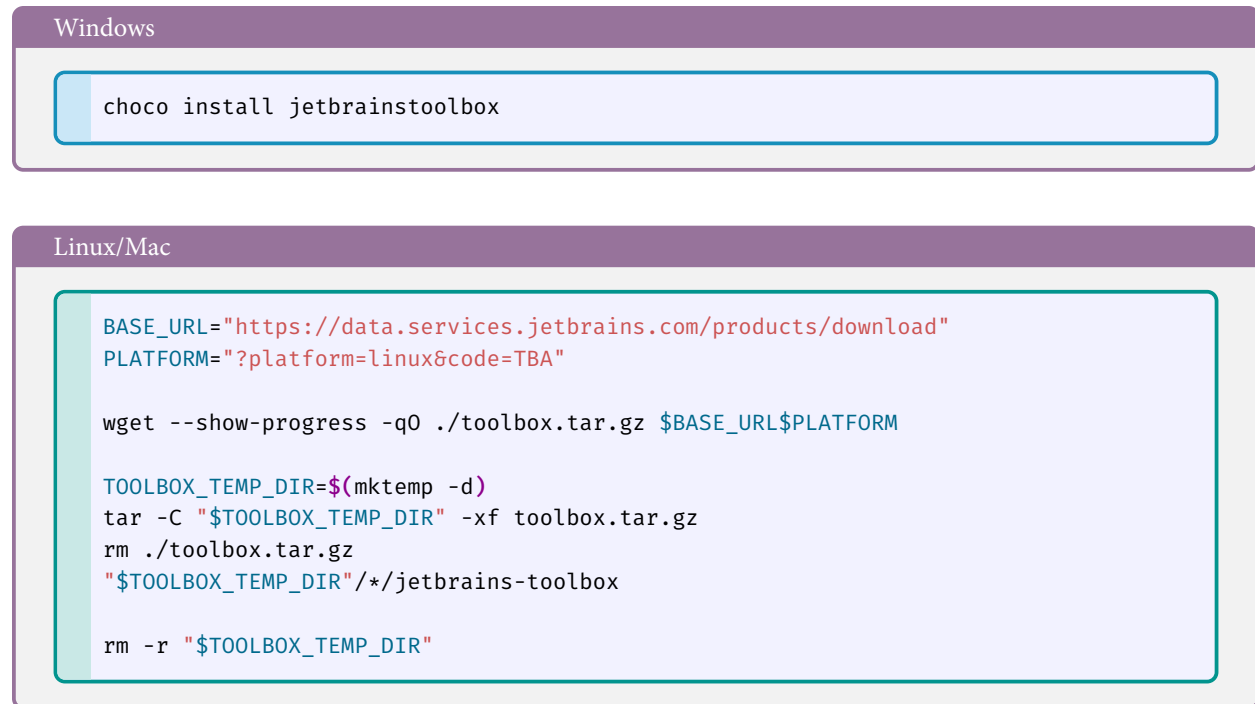 Windows
choco install jetbrainstoolbox
Linux/Mac
BASE_URL="https://data.services.jetbrains.com/products/download"
PLATFORM="?platform=linux&code=TBA"
wget --show-progress -qO ./toolbox.tar.gz $BASE_URL$PLATFORM
TOOLBOX_TEMP_DIR=$(mktemp -d)
tar -C "$TOOLBOX_TEMP_DIR" -xf toolbox.tar.gz
rm ./toolbox.tar.gz
"$TOOLBOX_TEMP_DIR"/*/jetbrains-toolbox
rm -r "$TOOLBOX_TEMP_DIR"